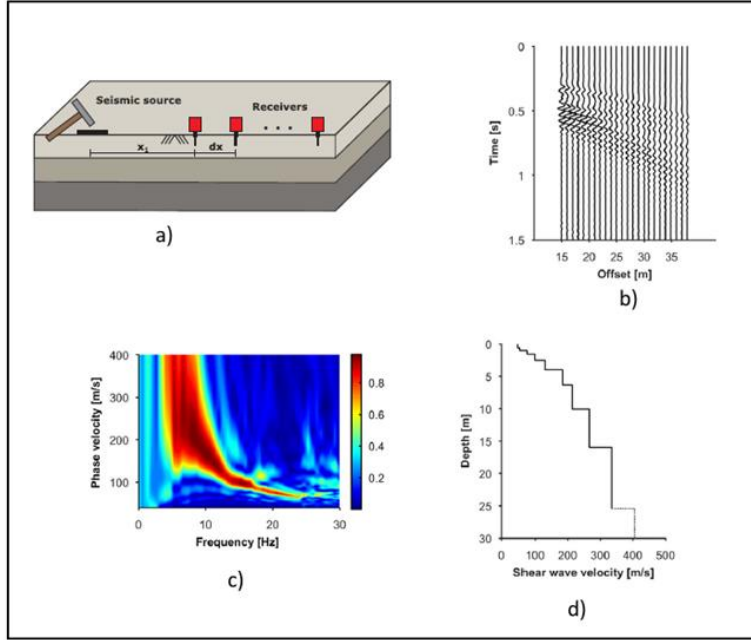 Seismic source
Receivers
x1
dx
a)
0
0.5
1
1.5
Time [s]
15 20 25 30 35
Offset [m]
b)
400
300
200
100
Phase velocity [m/s]
0 10 20 30
Frequency [Hz]
0.8
0.6
0.4
0.2
c)
0
5
10
15
20
25
30
Depth [m]
0 100 200 300 400 500
Shear wave velocity [m/s]
d)